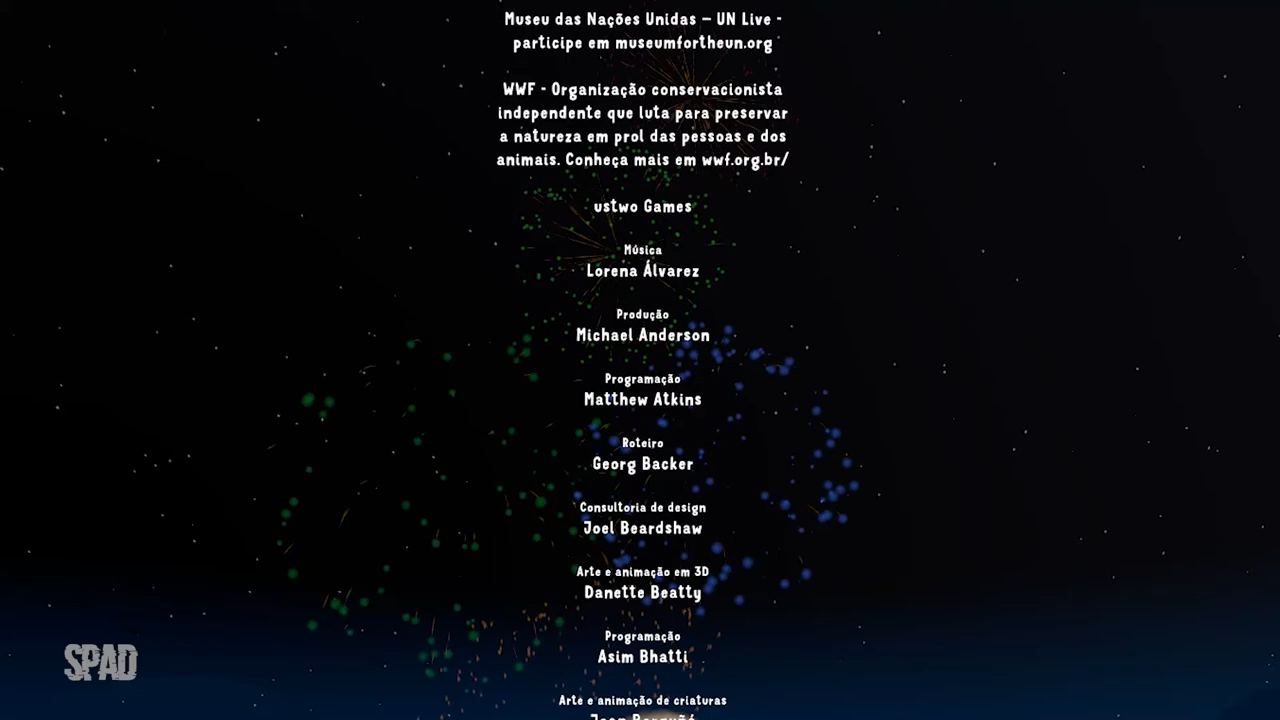 Museu das Nações Unidas – UN Live -
participe em museumfortheun.org
WWF - Organização conservacionista
independente que luta para preservar
a natureza em prol das pessoas e dos
animais. Conheça mais em wwf.org.br/
ustwo Games
Música
Lorena Álvarez
Produção
Michael Anderson
Programação
Matthew Atkins
Roteiro
Georg Backer
Consultoria de design
Joel Beardshaw
Arte e animação em 3D
Danette Beatty
Programação
Asim Bhatti
Arte e animação de criaturas
SPAD